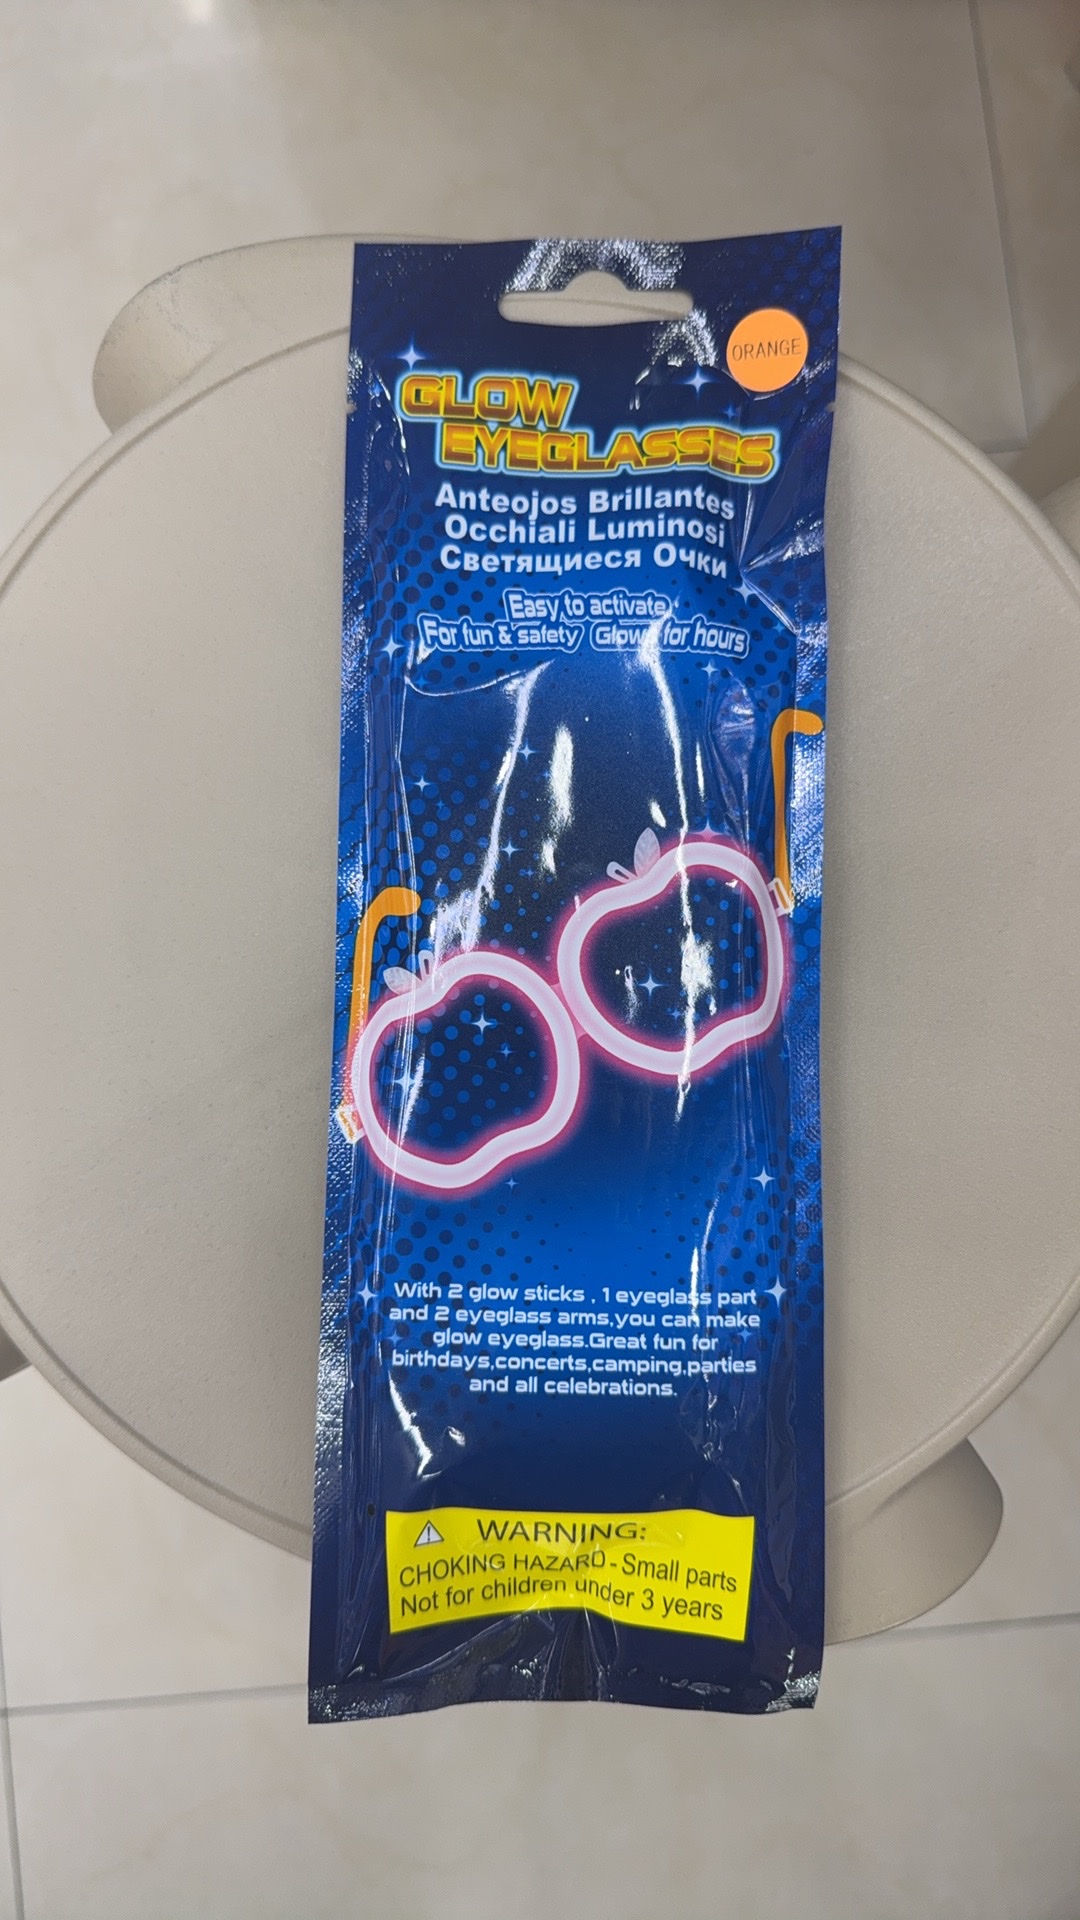 ORANGE
GLOW
EYEGLASSES
Anteojos Brillantes
Occhiali Luminosi
Светящиеся Очки
Easy to activate
For fun & safety Glows for hours
With 2 glow sticks , 1 eyeglass part
and 2 eyeglass arms,you can make
glow eyeglass.Great fun for
birthdays,concerts,camping,parties
and all celebrations.
WARNING:
CHOKING HAZARD - Small parts
Not for children under 3 years